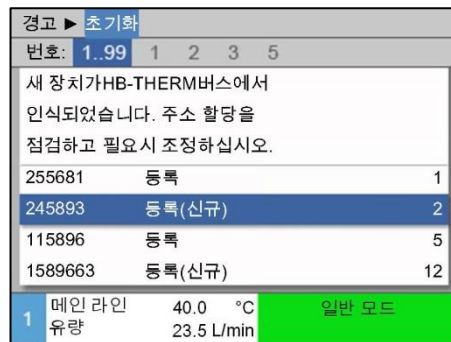 경고 ▶ 초기화
번호: 1..99 1 2 3 5
새 장치가HB-THERM버스에서
인식되었습니다. 주소 할당을
점검하고 필요시 조정하십시오.
255681 등록 1
245893 등록(신규) 2
115896 등록 5
1589663 등록(신규) 12
1 메인 라인 40.0 °C 일반 모드
유량 23.5 L/min